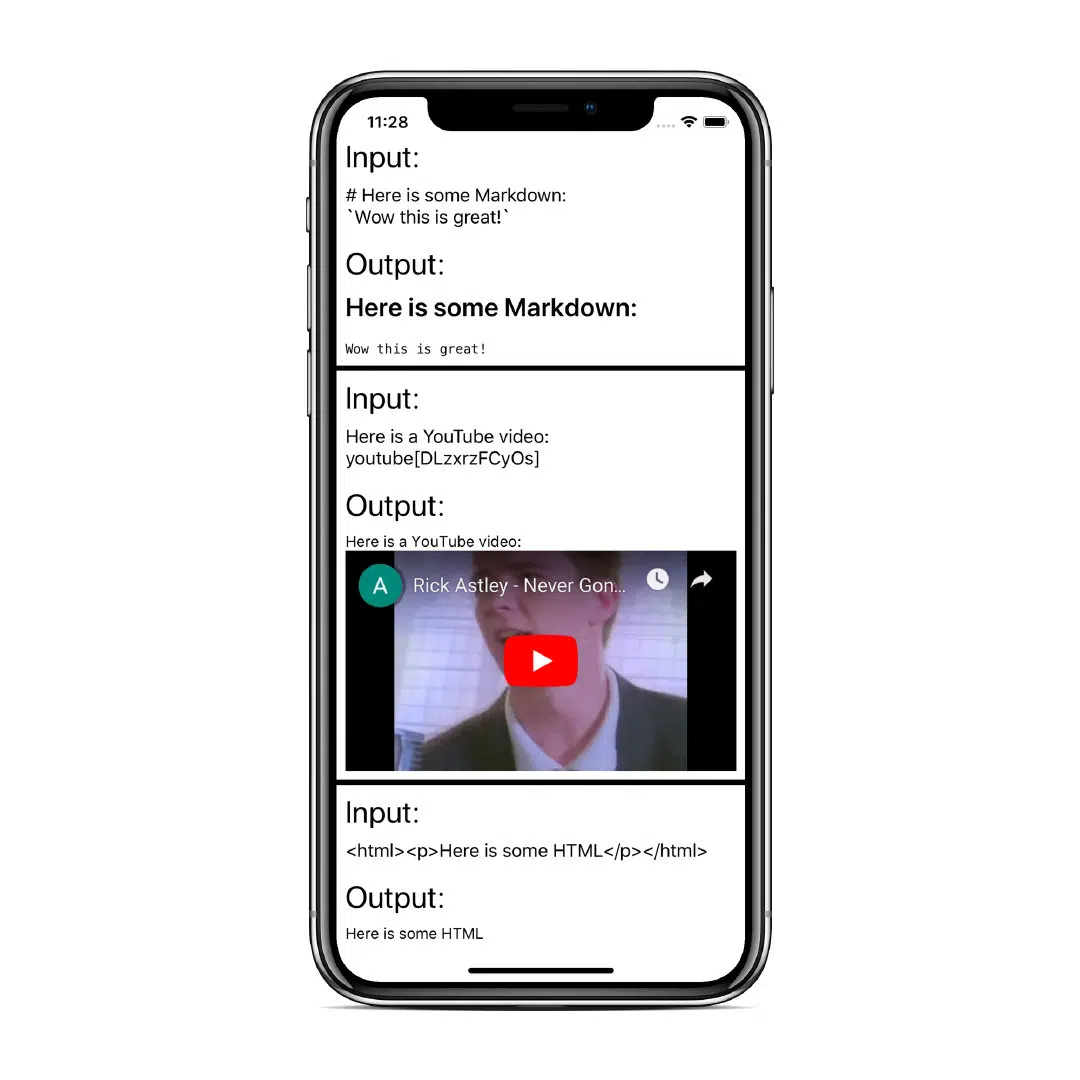 11:28
Input:
# Here is some Markdown:
`Wow this is great!`
Output:
Here is some Markdown:
Wow this is great!
Input:
Here is a YouTube video:
youtube[DLzxrzFCyOs]
Output:
Here is a YouTube video:
A Rick Astley - Never Gon...
Input:
<html><p>Here is some HTML</p></html>
Output:
Here is some HTML